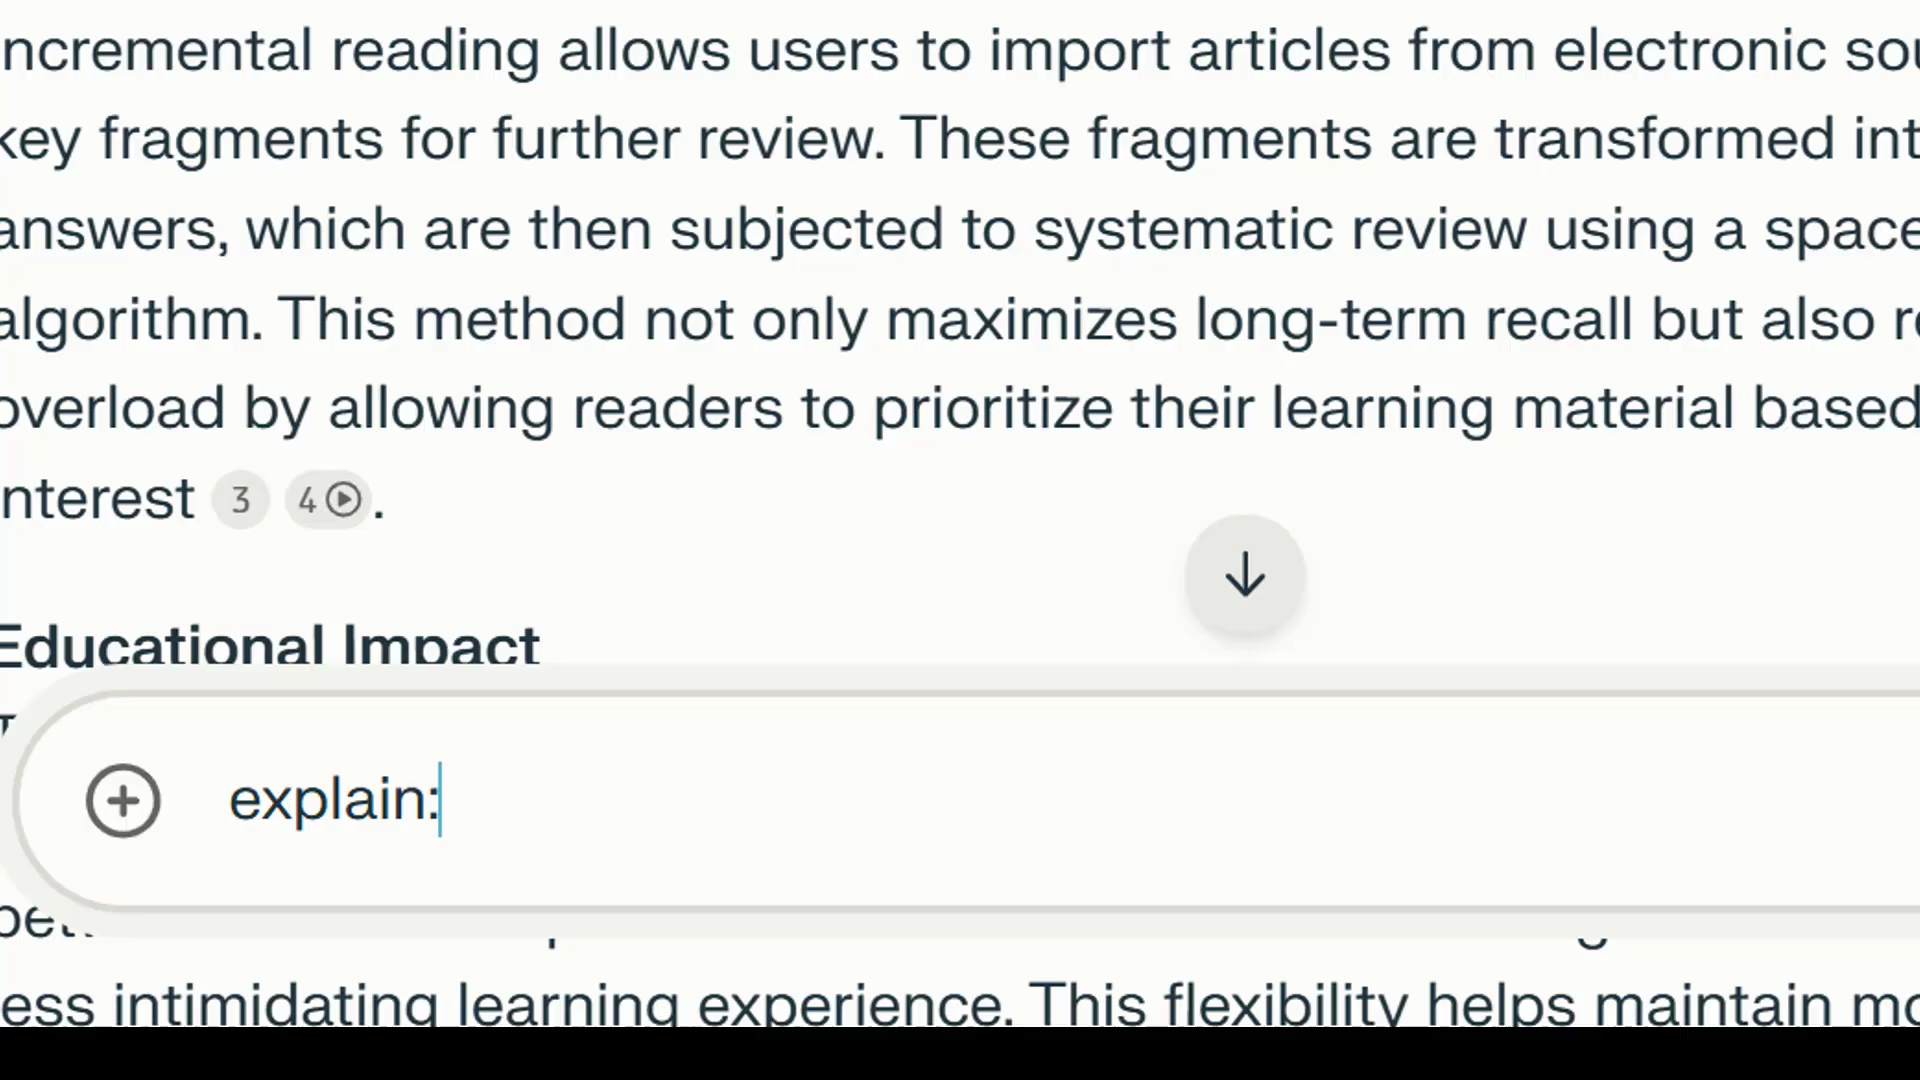 ncremental reading allows users to import articles from electronic sou
key fragments for further review. These fragments are transformed int
answers, which are then subjected to systematic review using a space
algorithm. This method not only maximizes long-term recall but also re
overload by allowing readers to prioritize their learning material based
nterest 3 4.
Educational Impact
explain:
ess intimidating learning experience. This flexibility helps maintain mo